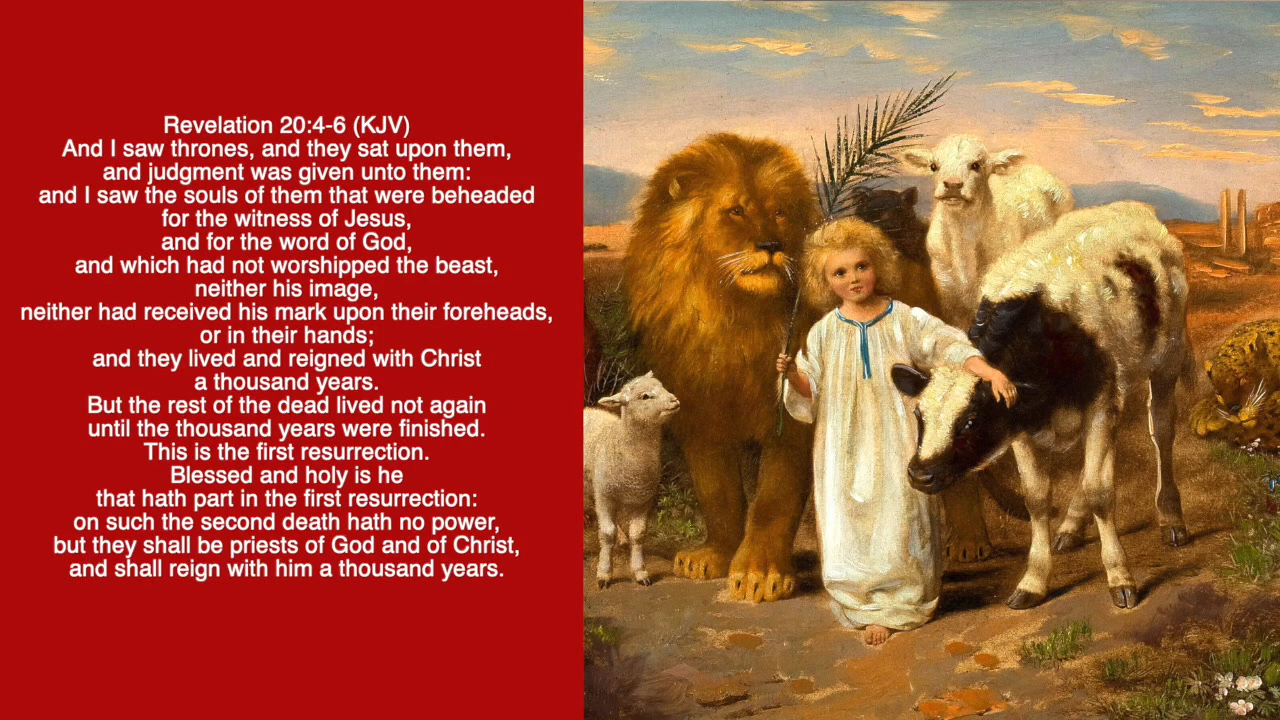 Revelation 20:4-6 (KJV)
And I saw thrones, and they sat upon them,
and judgment was given unto them:
and I saw the souls of them that were beheaded
for the witness of Jesus,
and for the word of God,
and which had not worshipped the beast,
neither his image,
neither had received his mark upon their foreheads,
or in their hands;
and they lived and reigned with Christ
a thousand years.
But the rest of the dead lived not again
until the thousand years were finished.
This is the first resurrection.
Blessed and holy is he
that hath part in the first resurrection:
on such the second death hath no power,
but they shall be priests of God and of Christ,
and shall reign with him a thousand years.